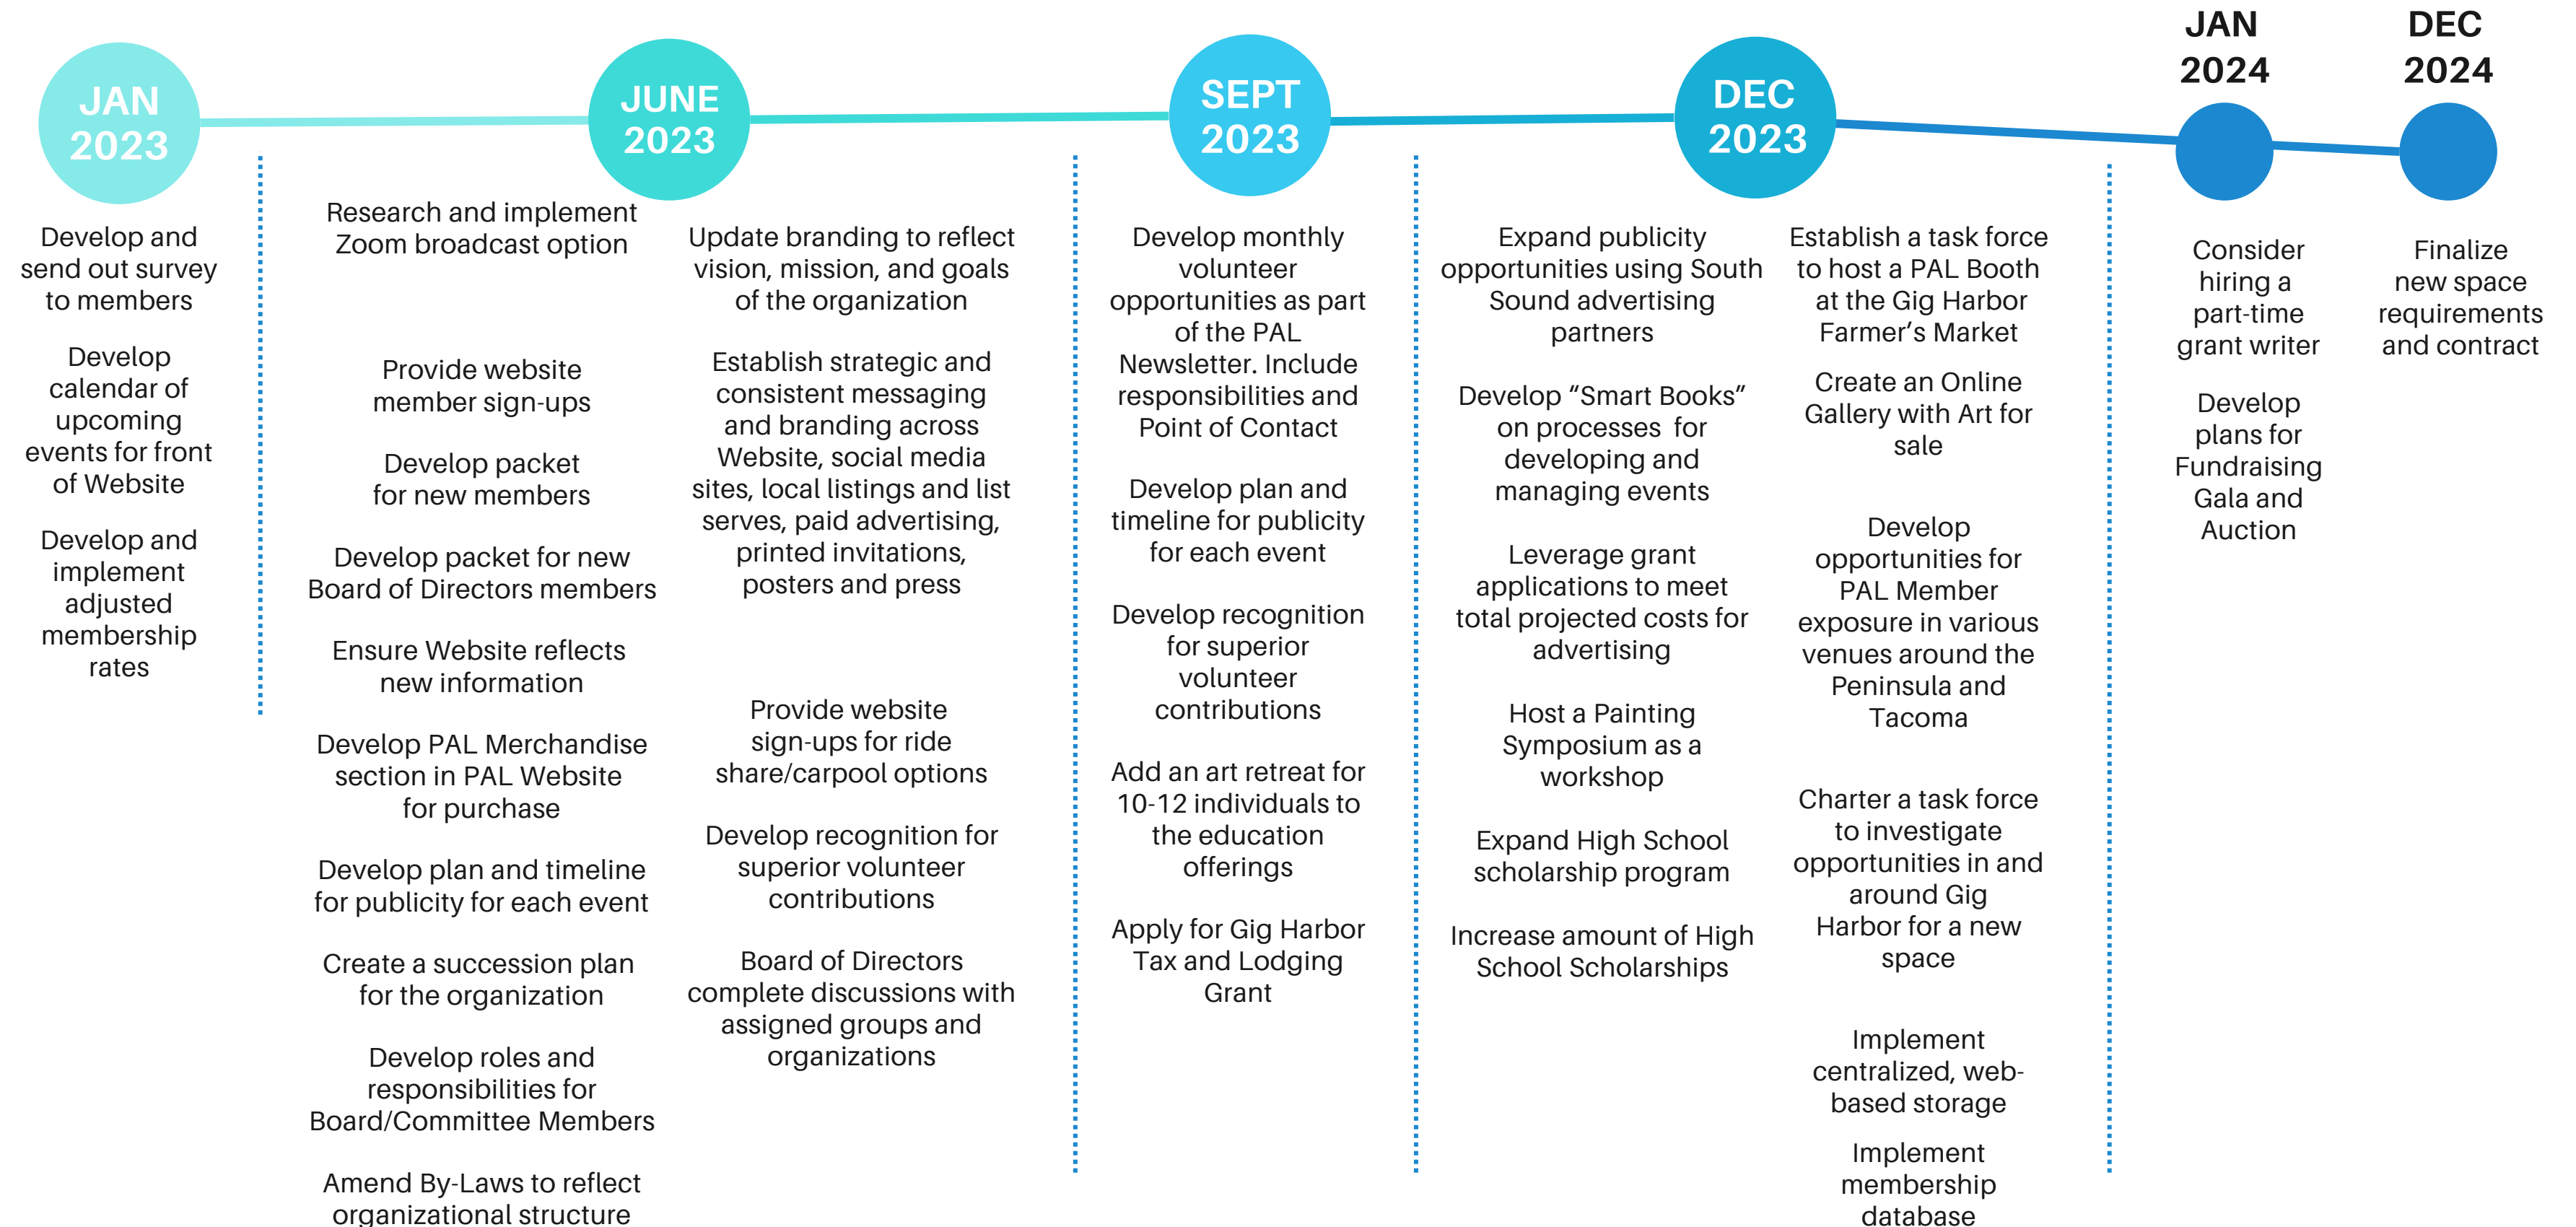 JAN
2023
Develop and
send out survey
to members
Develop
calendar of
upcoming
events for front
of Website
Develop and
implement
adjusted
membership
rates
JUNE
2023
Research and implement
Zoom broadcast option
Provide website
member sign-ups
Develop packet
for new members
Develop packet for new
Board of Directors members
Ensure Website reflects
new information
Develop PAL Merchandise
section in PAL Website
for purchase
Develop plan and timeline
for publicity for each event
Create a succession plan
for the organization
Develop roles and
responsibilities for
Board/Committee Members
Amend By-Laws to reflect
organizational structure
Update branding to reflect
vision, mission, and goals
of the organization
Establish strategic and
consistent messaging
and branding across
Website, social media
sites, local listings and list
serves, paid advertising,
printed invitations,
posters and press
Provide website
sign-ups for ride
share/carpool options
Develop recognition for
superior volunteer
contributions
Board of Directors
complete discussions with
assigned groups and
organizations
SEPT
2023
Develop monthly
volunteer
opportunities as part
of the PAL
Newsletter. Include
responsibilities and
Point of Contact
Develop plan and
timeline for publicity
for each event
Develop recognition
for superior
volunteer
contributions
Add an art retreat for
10-12 individuals to
the education
offerings
Apply for Gig Harbor
Tax and Lodging
Grant
DEC
2023
Expand publicity
opportunities using South
Sound advertising
partners
Develop “Smart Books”
on processes for
developing and
managing events
Leverage grant
applications to meet
total projected costs for
advertising
Host a Painting
Symposium as a
workshop
Expand High School
scholarship program
Increase amount of High
School Scholarships
Establish a task force
to host a PAL Booth
at the Gig Harbor
Farmer’s Market
Create an Online
Gallery with Art for
sale
Develop
opportunities for
PAL Member
exposure in various
venues around the
Peninsula and
Tacoma
Charter a task force
to investigate
opportunities in and
around Gig
Harbor for a new
space
Implement
centralized, web-
based storage
Implement
membership
database
JAN
2024
Consider
hiring a
part-time
grant writer
Develop
plans for
Fundraising
Gala and
Auction
DEC
2024
Finalize
new space
requirements
and contract